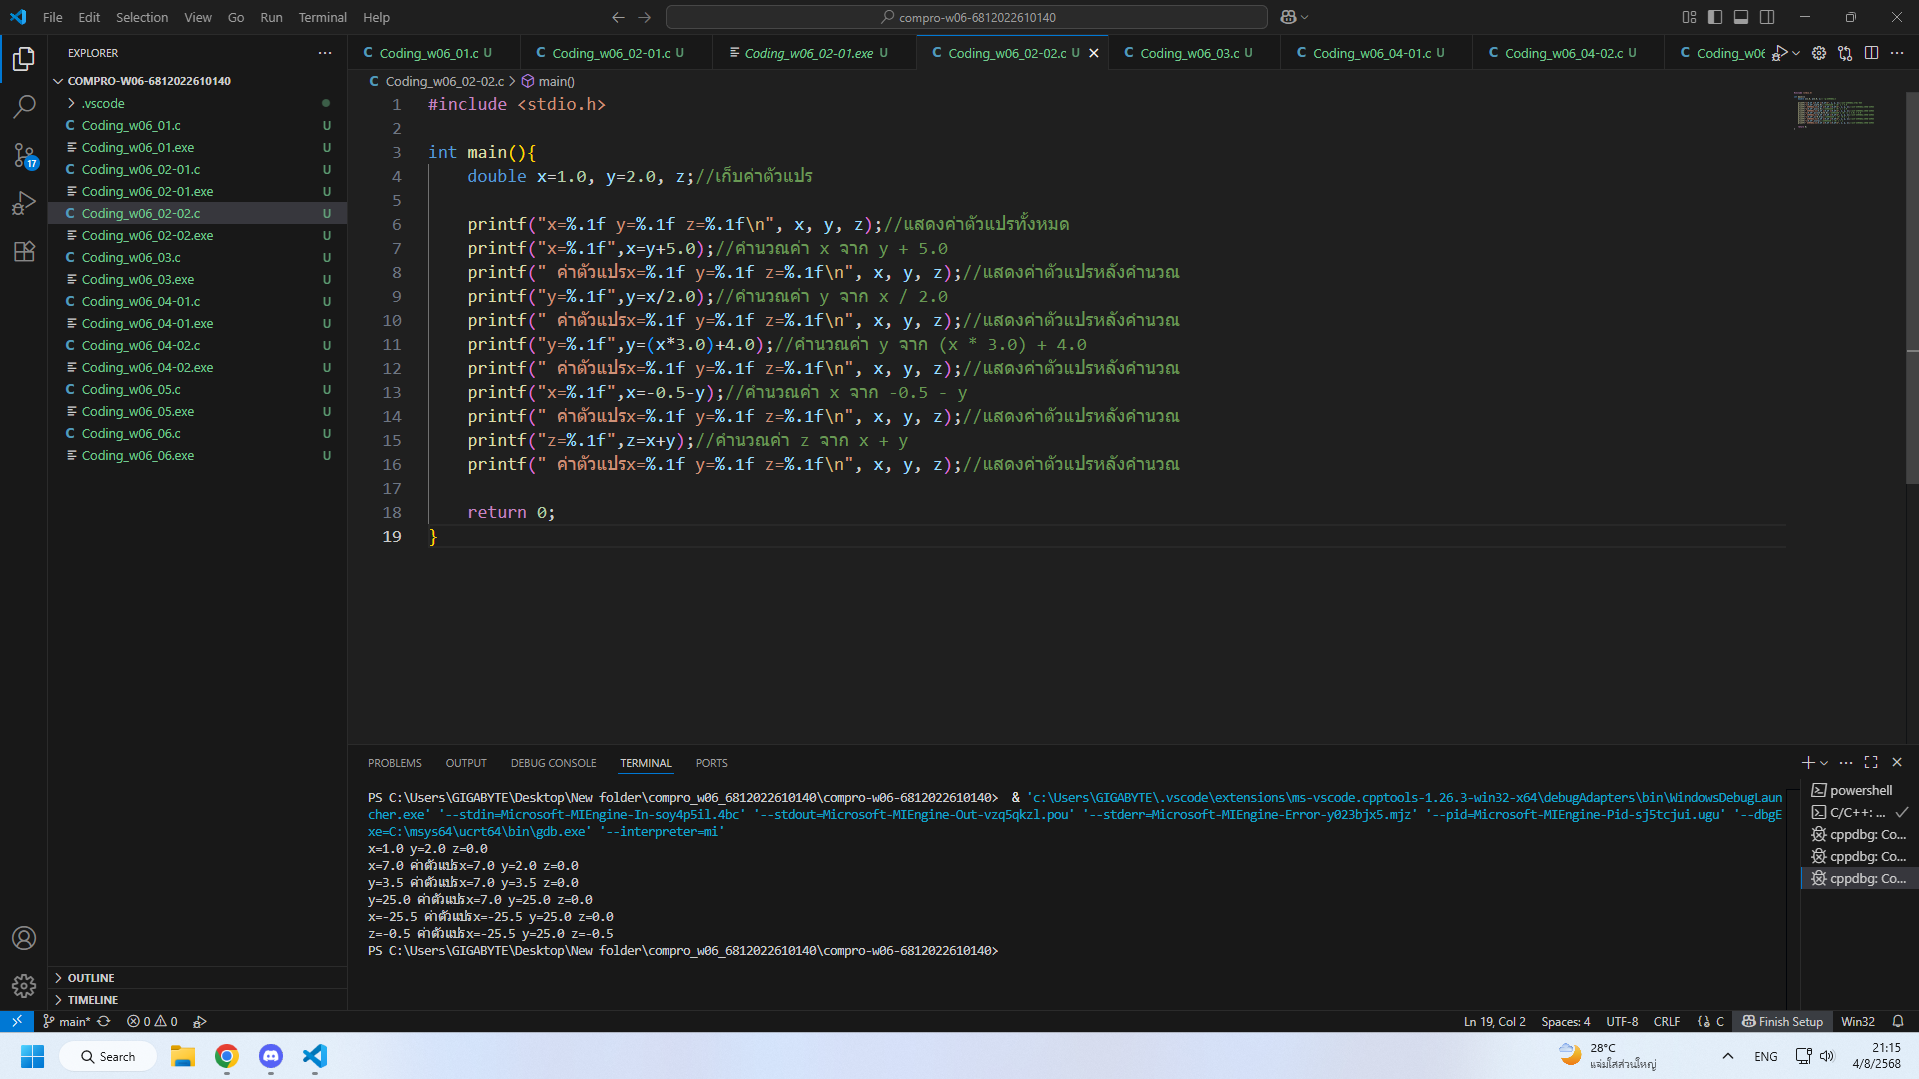 File Edit Selection View Go Run Terminal Help
compro-w06-6812022610140
EXPLORER
COMPRO-W06-6812022610140
.vscode
Coding_w06_01.c U
Coding_w06_01.exe U
Coding_w06_02-01.c U
Coding_w06_02-01.exe U
Coding_w06_02-02.c U
Coding_w06_02-02.exe U
Coding_w06_03.c U
Coding_w06_03.exe U
Coding_w06_04-01.c U
Coding_w06_04-01.exe U
Coding_w06_04-02.c U
Coding_w06_04-02.exe U
Coding_w06_05.c U
Coding_w06_05.exe U
Coding_w06_06.c U
Coding_w06_06.exe U
17
OUTLINE
TIMELINE
Coding_w06_01.c U Coding_w06_02-01.c U Coding_w06_02-01.exe U Coding_w06_02-02.c U Coding_w06_03.c U Coding_w06_04-01.c U Coding_w06_04-02.c U Coding_w06
Coding_w06_02-02.c > main()
1 #include <stdio.h>
2
3 int main(){
4 double x=1.0, y=2.0, z;//เก็บค่าตัวแปร
5
6 printf("x=%.1f y=%.1f z=%.1f\n", x, y, z);//แสดงค่าตัวแปรทั้งหมด
7 printf("x=%.1f",x=y+5.0);//คำนวณค่า x จาก y + 5.0
8 printf(" ค่าตัวแปรx=%.1f y=%.1f z=%.1f\n", x, y, z);//แสดงค่าตัวแปรหลังคำนวณ
9 printf("y=%.1f",y=x/2.0);//คำนวณค่า y จาก x / 2.0
10 printf(" ค่าตัวแปรx=%.1f y=%.1f z=%.1f\n", x, y, z);//แสดงค่าตัวแปรหลังคำนวณ
11 printf("y=%.1f",y=(x*3.0)+4.0);//คำนวณค่า y จาก (x * 3.0) + 4.0
12 printf(" ค่าตัวแปรx=%.1f y=%.1f z=%.1f\n", x, y, z);//แสดงค่าตัวแปรหลังคำนวณ
13 printf("x=%.1f",x=-0.5-y);//คำนวณค่า x จาก -0.5 - y
14 printf(" ค่าตัวแปรx=%.1f y=%.1f z=%.1f\n", x, y, z);//แสดงค่าตัวแปรหลังคำนวณ
15 printf("z=%.1f",z=x+y);//คำนวณค่า z จาก x + y
16 printf(" ค่าตัวแปรx=%.1f y=%.1f z=%.1f\n", x, y, z);//แสดงค่าตัวแปรหลังคำนวณ
17
18 return 0;
19 }
PROBLEMS OUTPUT DEBUG CONSOLE TERMINAL PORTS
PS C:\Users\GIGABYTE\Desktop\New folder\compro_w06_6812022610140\compro-w06-6812022610140> & 'c:\Users\GIGABYTE\.vscode\extensions\ms-vscode.cpptools-1.26.3-win32-x64\debugAdapters\bin\WindowsDebugLaun
cher.exe' '--stdin=Microsoft-MIEngine-In-soy4p5il.4bc' '--stdout=Microsoft-MIEngine-Out-vzq5qkzl.pou' '--stderr=Microsoft-MIEngine-Error-y023bjx5.mjz' '--pid=Microsoft-MIEngine-Pid-sj5tcjui.ugu' '--dbgE
xe=C:\msys64\ucrt64\bin\gdb.exe' '--interpreter=mi'
x=1.0 y=2.0 z=0.0
x=7.0 ค่าตัวแปรx=7.0 y=2.0 z=0.0
y=3.5 ค่าตัวแปรx=7.0 y=3.5 z=0.0
y=25.0 ค่าตัวแปรx=7.0 y=25.0 z=0.0
x=-25.5 ค่าตัวแปรx=-25.5 y=25.0 z=0.0
z=-0.5 ค่าตัวแปรx=-25.5 y=25.0 z=-0.5
PS C:\Users\GIGABYTE\Desktop\New folder\compro_w06_6812022610140\compro-w06-6812022610140>
powershell
C/C++: ...
cppdbg: Co...
cppdbg: Co...
cppdbg: Co...
main* 0 0 Ln 19, Col 2 Spaces: 4 UTF-8 CRLF {} C Finish Setup Win32
Search
28°C
แจ่มใสส่วนใหญ่
ENG
21:15
4/8/2568